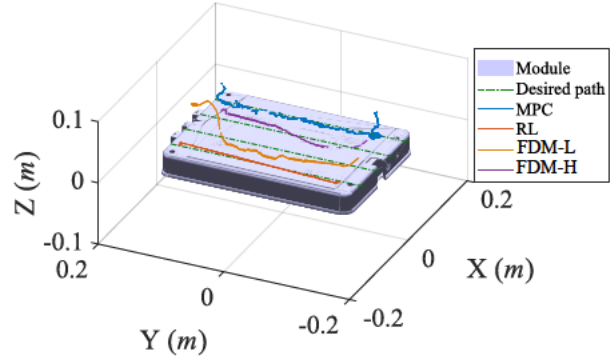 Module
Desired path
MPC
RL
FDM-L
FDM-H
0.1
0
-0.1
Z (m)
0.2
0
-0.2
Y (m)
-0.2
0
0.2
X (m)